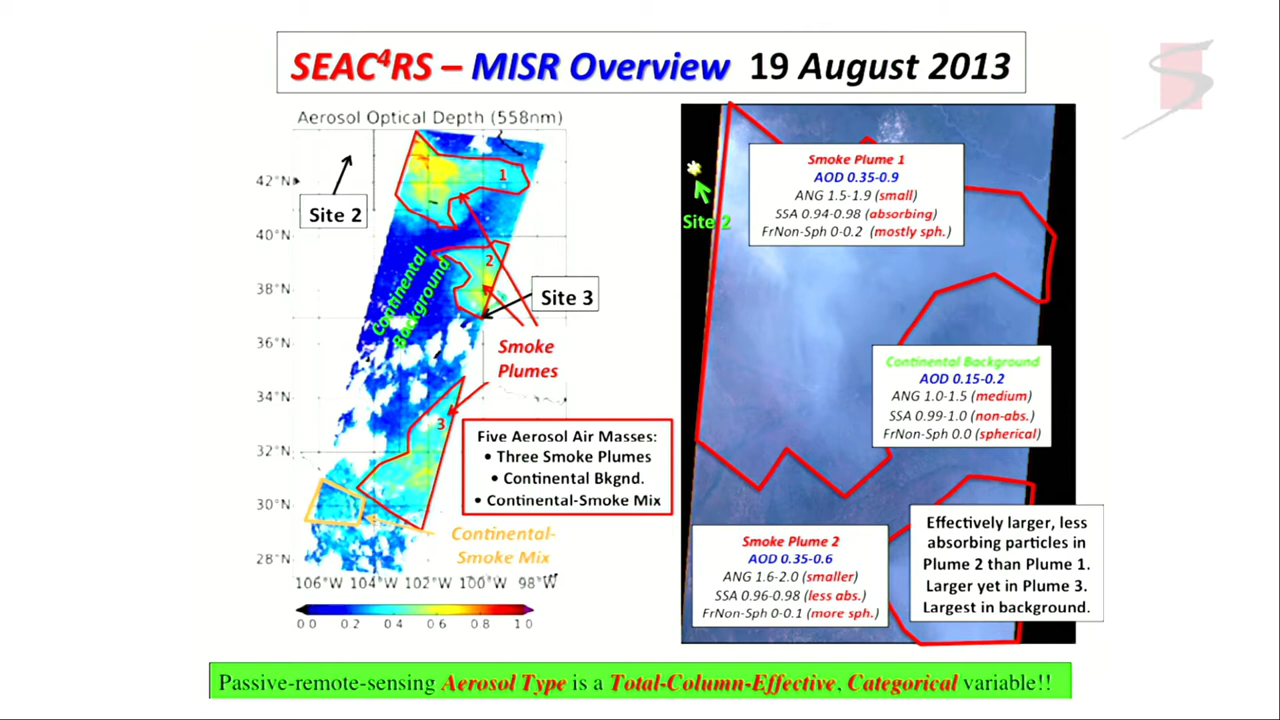 SEAC⁴RS – MISR Overview 19 August 2013
Aerosol Optical Depth (558nm)
42°N
40°N
38°N
36°N
34°N
32°N
30°N
28°N
106°W 104°W 102°W 100°W 98°W
0 0 0 2 0 4 0 6 0 8 1 0
Site 2
1
2
3
Continental
Background
Site 3
Smoke
Plumes
Five Aerosol Air Masses:
• Three Smoke Plumes
• Continental Bkgnd.
• Continental-Smoke Mix
Continental-
Smoke Mix
Site 2
Smoke Plume 1
AOD 0.35-0.9
ANG 1.5-1.9 (small)
SSA 0.94-0.98 (absorbing)
FrNon-Sph 0-0.2 (mostly sph.)
Continental Background
AOD 0.15-0.2
ANG 1.0-1.5 (medium)
SSA 0.99-1.0 (non-abs.)
FrNon-Sph 0.0 (spherical)
Smoke Plume 2
AOD 0.35-0.6
ANG 1.6-2.0 (smaller)
SSA 0.96-0.98 (less abs.)
FrNon-Sph 0-0.1 (more sph.)
Effectively larger, less
absorbing particles in
Plume 2 than Plume 1.
Larger yet in Plume 3.
Largest in background.
Passive-remote-sensing Aerosol Type is a Total-Column-Effective, Categorical variable!!